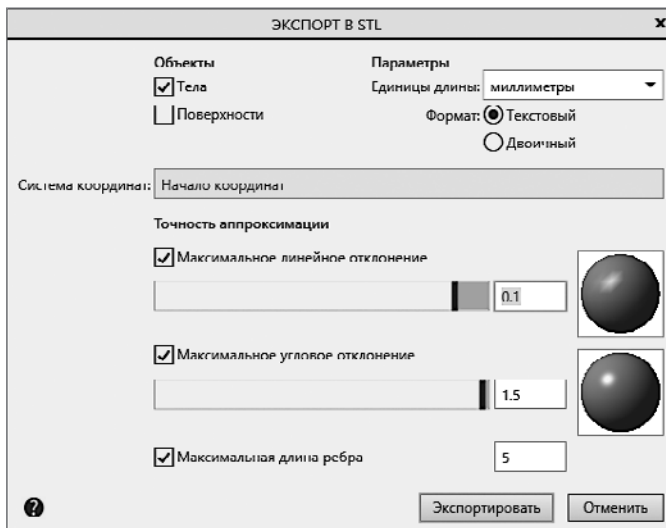 ЭКСПОРТ В STL
Объекты
Параметры
Тела
Единицы длины: миллиметры
Поверхности
Формат: Текстовый
Двоичный
Система координат: Начало координат
Точность аппроксимации
Максимальное линейное отклонение
0.1
Максимальное угловое отклонение
1.5
Максимальная длина ребра
5
Экспортировать
Отменить